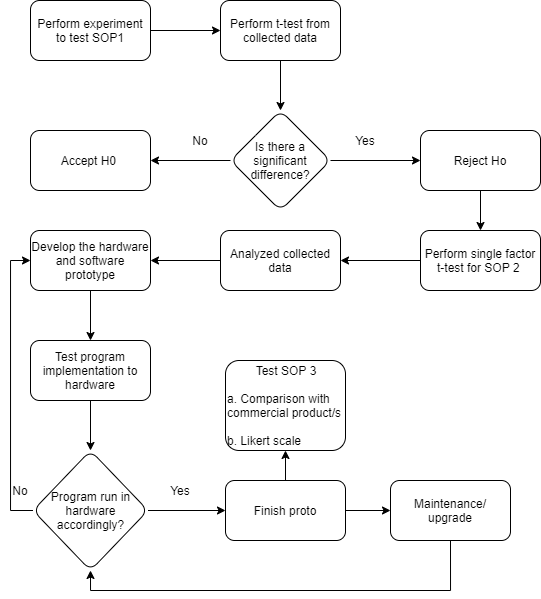 Perform experiment
to test SOP1
Perform t-test from
collected data
No
Is there a
significant
difference?
Yes
Accept H0
Reject Ho
Develop the hardware
and software
prototype
Analyzed collected
data
Perform single factor
t-test for SOP 2
Test program
implementation to
hardware
Test SOP 3
a. Comparison with
commercial product/s
b. Likert scale
No
Program run in
hardware
accordingly?
Yes
Finish proto
Maintenance/
upgrade